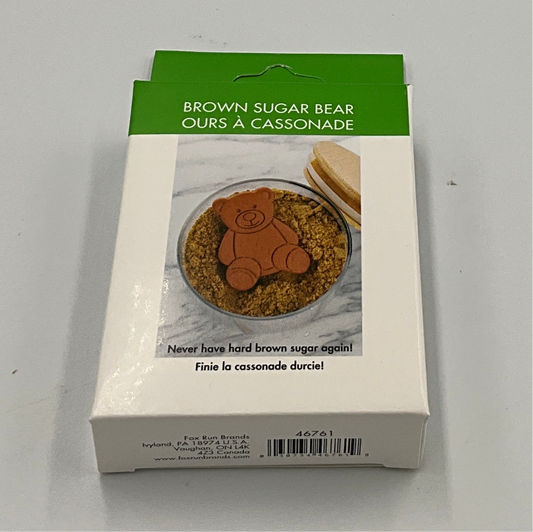 BROWN SUGAR BEAR
OURS À CASSONADE
Never have hard brown sugar again!
Finie la cassonade durcie!
Fox Run Brands
Ivyland, PA 18974 U.S.A.
Vaughan, ON L4K
4Z3 Canada
www.foxrunbrands.com
46761